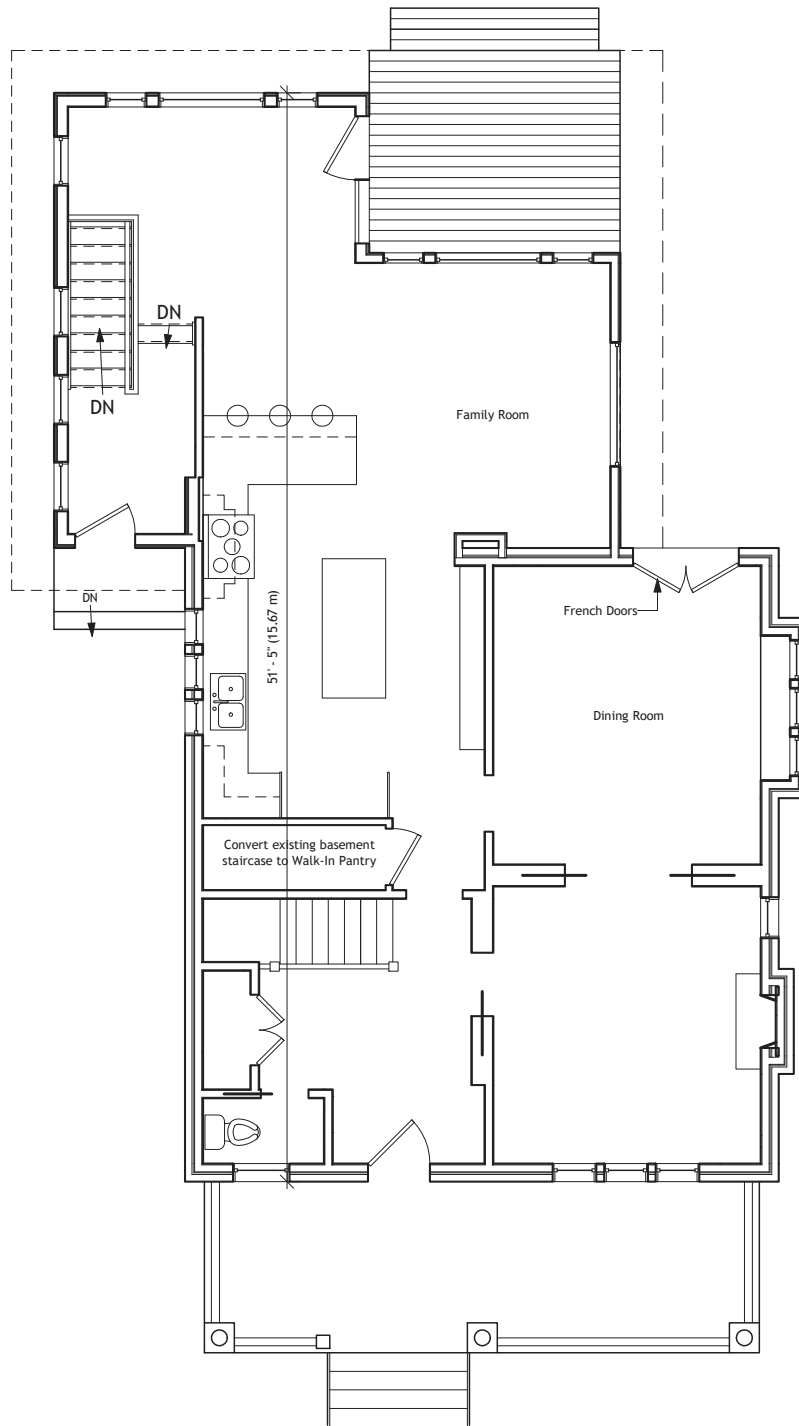 DN
DN
Family Room
DN
French Doors
51' - 5" (15.67 m)
Dining Room
Convert existing basement
staircase to Walk-In Pantry